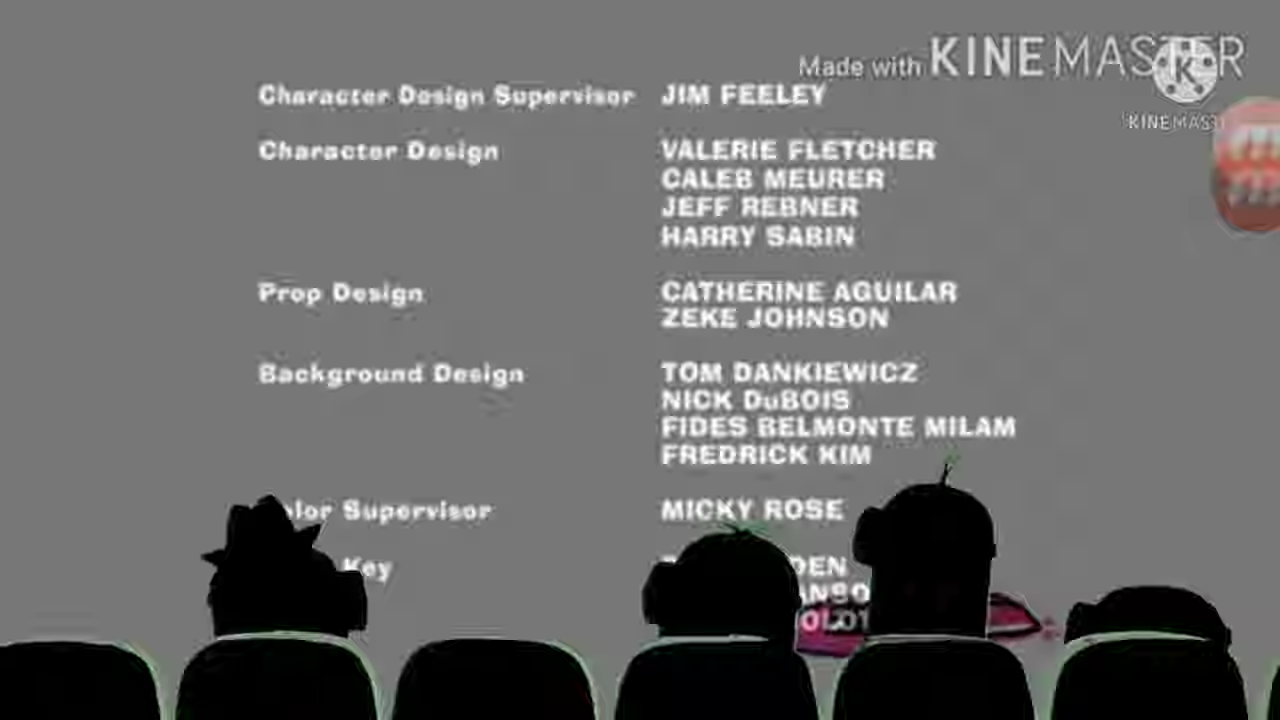 Made with KINEMASTER
KINEMAST
Character Design Supervisor JIM FEELEY
Character Design VALERIE FLETCHER
CALEB MEURER
JEFF REBNER
HARRY SABIN
Prop Design CATHERINE AGUILAR
ZEKE JOHNSON
Background Design TOM DANKIEWICZ
NICK DuBOIS
FIDES BELMONTE MILAM
FREDRICK KIM
Supervisor MICKY ROSE
Key